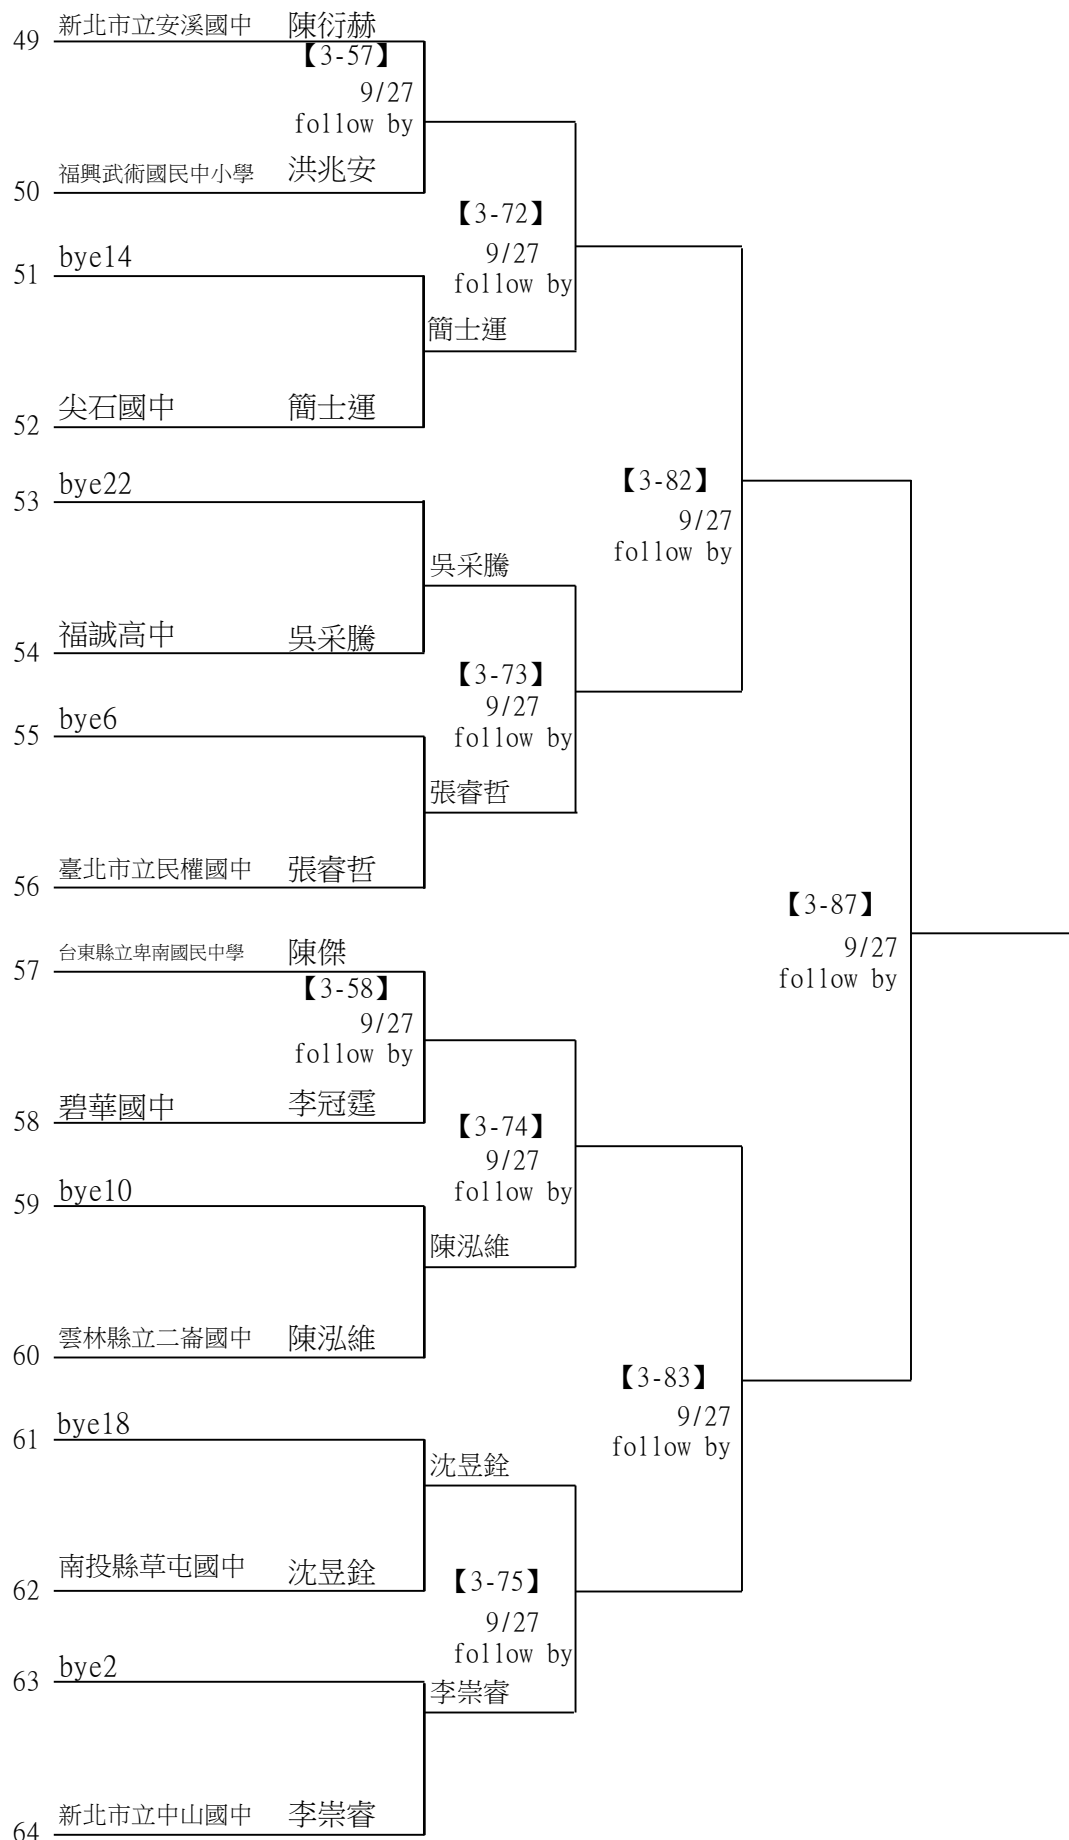 49 新北市立安溪國中 陳衍赫
【3-57】
9/27
follow by
50 福興武術國民中小學 洪兆安
【3-72】
9/27
follow by
51 bye14
簡士運
52 尖石國中 簡士運
【3-82】
9/27
follow by
53 bye22
吳采騰
54 福誠高中 吳采騰
【3-73】
9/27
follow by
55 bye6
張睿哲
56 臺北市立民權國中 張睿哲
【3-87】
9/27
follow by
57 台東縣立卑南國民中學 陳傑
【3-58】
9/27
follow by
58 碧華國中 李冠霆
【3-74】
9/27
follow by
59 bye10
陳泓維
60 雲林縣立二崙國中 陳泓維
【3-83】
9/27
follow by
61 bye18
沈昱銓
62 南投縣草屯國中 沈昱銓
【3-75】
9/27
follow by
63 bye2
李崇睿
64 新北市立中山國中 李崇睿